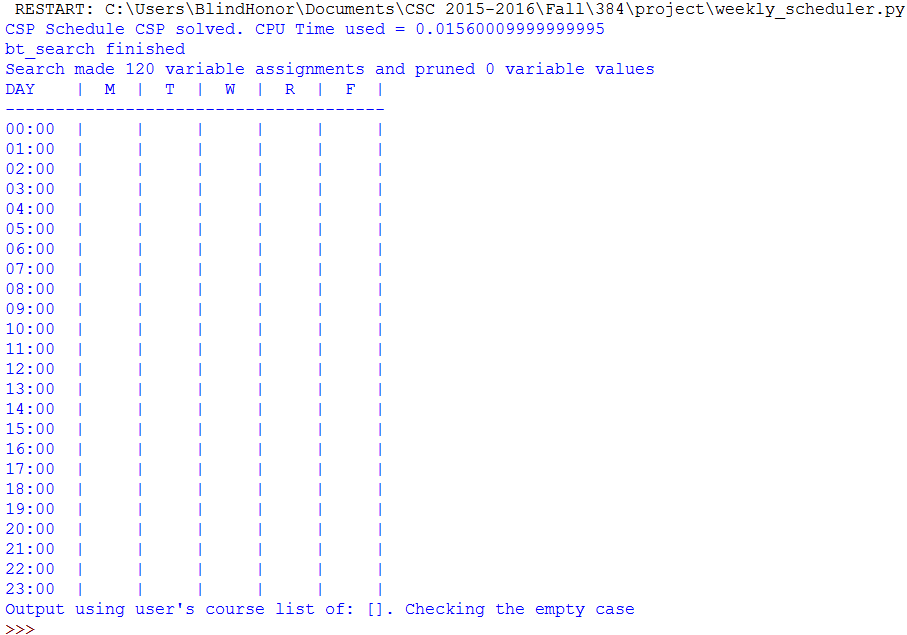 RESTART: C:\Users\BlindHonor\Documents\CSC 2015-2016\Fall\384\project\weekly_scheduler.py
CSP Schedule CSP solved. CPU Time used = 0.01560009999999995
bt_search finished
Search made 120 variable assignments and pruned 0 variable values
DAY    |  M  |  T  |  W  |  R  |  F  |
--------------------------------------
00:00  |     |     |     |     |     |
01:00  |     |     |     |     |     |
02:00  |     |     |     |     |     |
03:00  |     |     |     |     |     |
04:00  |     |     |     |     |     |
05:00  |     |     |     |     |     |
06:00  |     |     |     |     |     |
07:00  |     |     |     |     |     |
08:00  |     |     |     |     |     |
09:00  |     |     |     |     |     |
10:00  |     |     |     |     |     |
11:00  |     |     |     |     |     |
12:00  |     |     |     |     |     |
13:00  |     |     |     |     |     |
14:00  |     |     |     |     |     |
15:00  |     |     |     |     |     |
16:00  |     |     |     |     |     |
17:00  |     |     |     |     |     |
18:00  |     |     |     |     |     |
19:00  |     |     |     |     |     |
20:00  |     |     |     |     |     |
21:00  |     |     |     |     |     |
22:00  |     |     |     |     |     |
23:00  |     |     |     |     |     |
Output using user's course list of: []. Checking the empty case
>>>